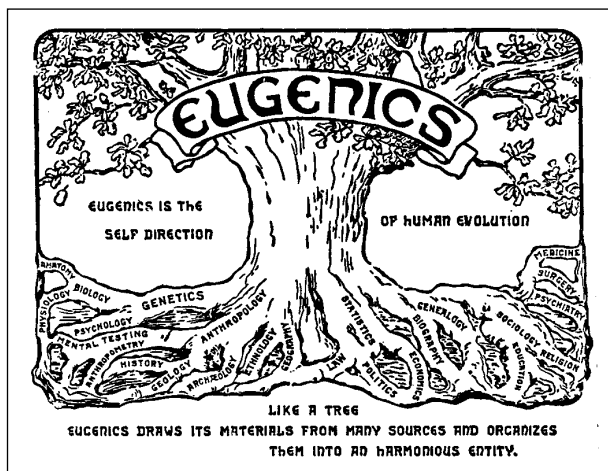 EUGENICS
EUGENICS IS THE
SELF DIRECTION
OF HUMAN EVOLUTION
ANATOMY
PHYSIOLOGY
BIOLOGY
GENETICS
PSYCHOLOGY
MENTAL TESTING
ANTHROPOMETRY
HISTORY
GEOLOGY
ANTHROPOLOGY
ARCHÆOLOGY
ETHNOLOGY
GEOGRAPHY
LAW
STATISTICS
POLITICS
ECONOMICS
BIOGRAPHY
GENEALOGY
EDUCATION
SOCIOLOGY
RELIGION
PSYCHIATRY
SURGERY
MEDICINE
LIKE A TREE
EUGENICS DRAWS ITS MATERIALS FROM MANY SOURCES AND ORGANIZES
THEM INTO AN HARMONIOUS ENTITY.